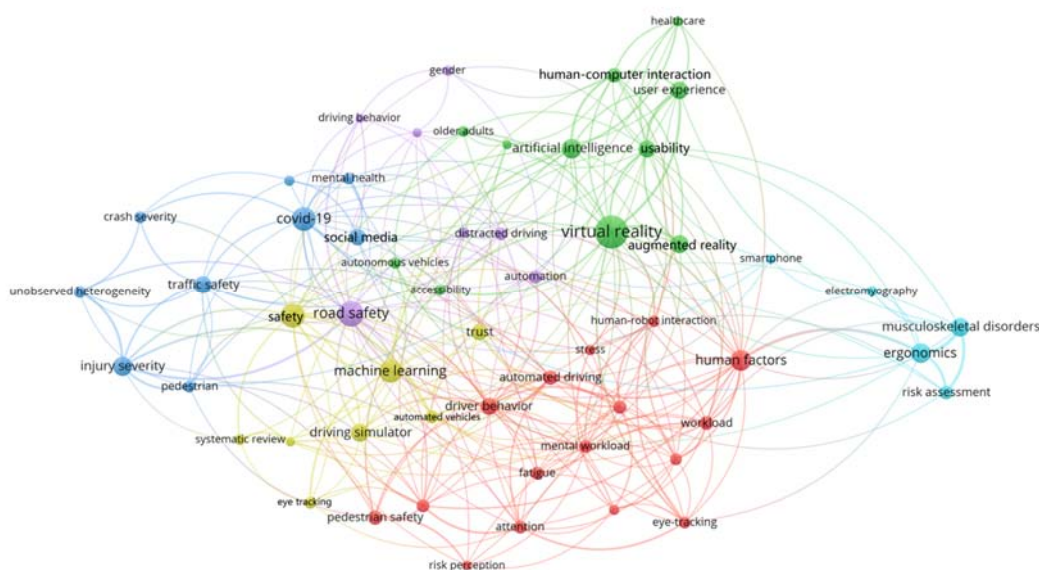 healthcare
gender
human-computer interaction
user experience
driving behavior
older adults
artificial intelligence
usability
mental health
crash severity
covid-19
social media
distracted driving
virtual reality
augmented reality
autonomous vehicles
smartphone
unobserved heterogeneity
traffic safety
accessibility
automation
electromyography
safety
road safety
trust
human-robot interaction
musculoskeletal disorders
stress
ergonomics
injury severity
machine learning
human factors
pedestrian
automated driving
risk assessment
driver behavior
automated vehicles
workload
systematic review
driving simulator
mental workload
fatigue
eye tracking
pedestrian safety
attention
eye-tracking
risk perception